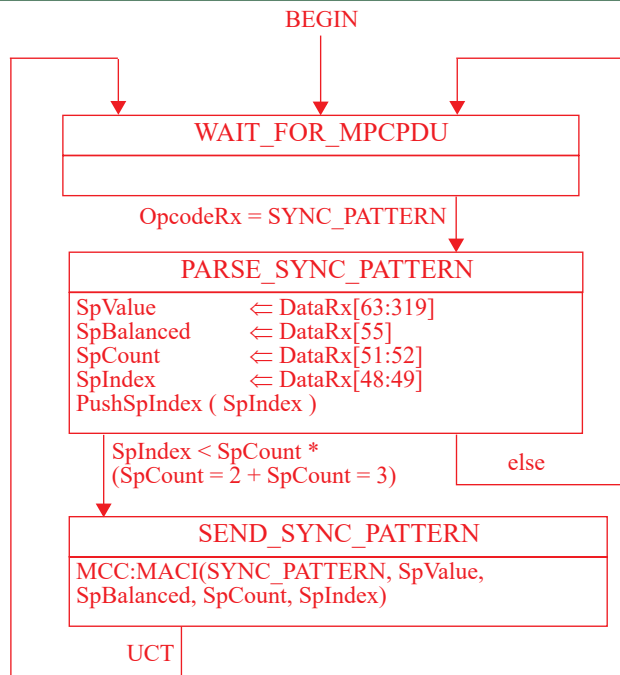 BEGIN
WAIT_FOR_MPCPDU
OpcodeRx = SYNC_PATTERN
PARSE_SYNC_PATTERN
SpValue ⇐ DataRx[63:319]
SpBalanced ⇐ DataRx[55]
SpCount ⇐ DataRx[51:52]
SpIndex ⇐ DataRx[48:49]
PushSpIndex ( SpIndex )
SpIndex < SpCount *
(SpCount = 2 + SpCount = 3)
else
SEND_SYNC_PATTERN
MCC:MACI(SYNC_PATTERN, SpValue,
SpBalanced, SpCount, SpIndex)
UCT